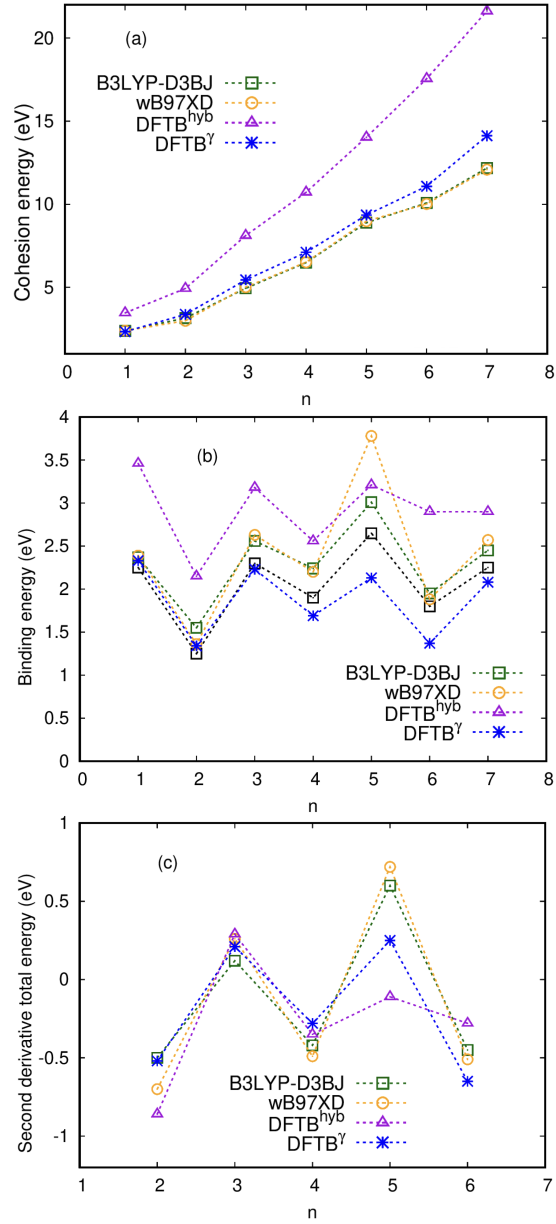 (a)
Cohesion energy (eV)
20
15
10
5
B3LYP-D3BJ
wB97XD
DFTB^hyb
DFTB^γ
0 1 2 3 4 5 6 7 8
n
(b)
Binding energy (eV)
4
3.5
3
2.5
2
1.5
1
0.5
0
B3LYP-D3BJ
wB97XD
DFTB^hyb
DFTB^γ
0 1 2 3 4 5 6 7 8
n
(c)
Second derivative total energy (eV)
1
0.5
0
-0.5
-1
B3LYP-D3BJ
wB97XD
DFTB^hyb
DFTB^γ
1 2 3 4 5 6 7
n